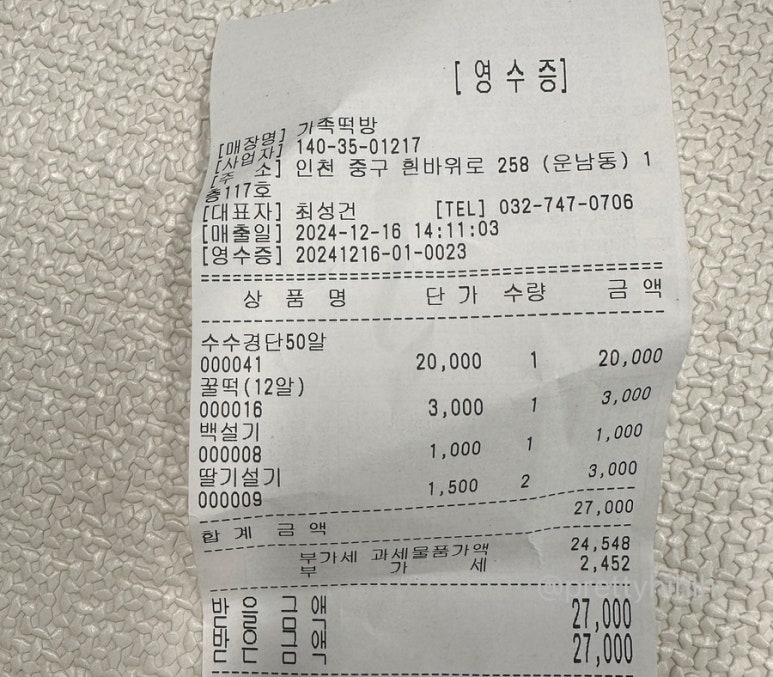 [영수증]
[매장명] 가족떡방
[사업자] 140-35-01217
[주 소] 인천 중구 흰바위로 258 (운남동) 1
층117호
[대표자] 최성건 [TEL] 032-747-0706
[매출일] 2024-12-16 14:11:03
[영수증] 20241216-01-0023
상 품 명 단 가 수량 금 액
수수경단50알
000041 20,000 1 20,000
꿀떡(12알)
000016 3,000 1 3,000
백설기
000008 1,000 1 1,000
딸기설기
000009 1,500 2 3,000
합 계 금 액 27,000
부가세 과세물품가액 24,548
부 가 세 2,452
받 을 금 액 27,000
받 은 금 액 27,000